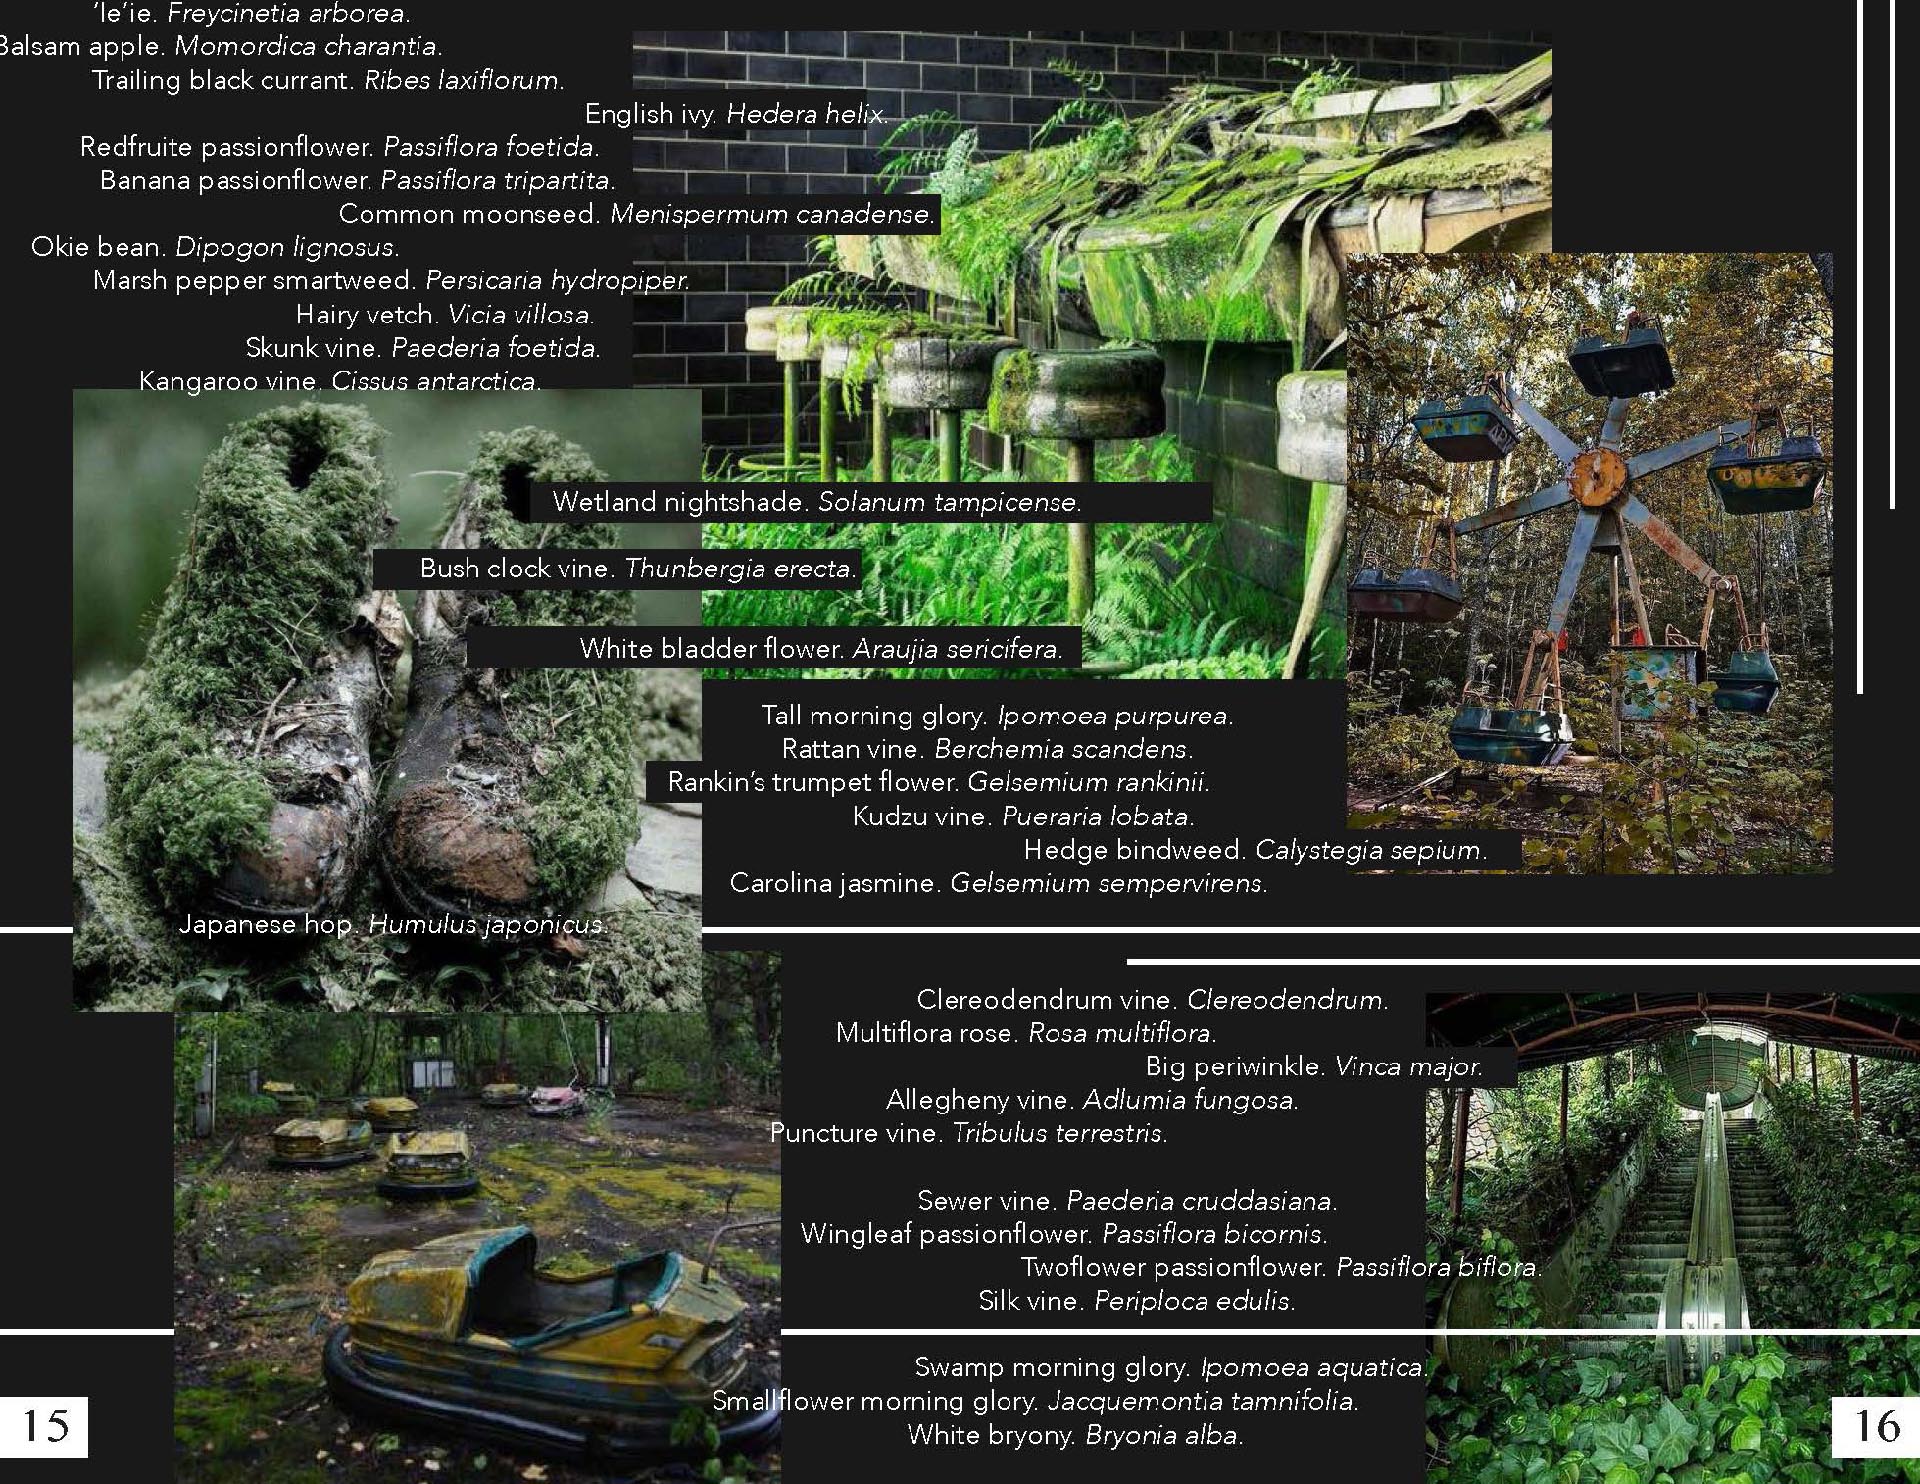 'le'ie. Freycinetia arborea.
Balsam apple. Momordica charantia.
Trailing black currant. Ribes laxiflorum.
English ivy. Hedera helix.
Redfruite passionflower. Passiflora foetida.
Banana passionflower. Passiflora tripartita.
Common moonseed. Menispermum canadense.
Okie bean. Dipogon lignosus.
Marsh pepper smartweed. Persicaria hydropiper.
Hairy vetch. Vicia villosa.
Skunk vine. Paederia foetida.
Kangaroo vine. Cissus antarctica.
Wetland nightshade. Solanum tampicense.
Bush clock vine. Thunbergia erecta.
White bladder flower. Araujia sericifera.
Tall morning glory. Ipomoea purpurea.
Rattan vine. Berchemia scandens.
Rankin's trumpet flower. Gelsemium rankinii.
Kudzu vine. Pueraria lobata.
Hedge bindweed. Calystegia sepium.
Carolina jasmine. Gelsemium sempervirens.
Japanese hop. Humulus japonicus.
Clereodendrum vine. Clereodendrum.
Multiflora rose. Rosa multiflora.
Big periwinkle. Vinca major.
Allegheny vine. Adlumia fungosa.
Puncture vine. Tribulus terrestris.
Sewer vine. Paederia cruddasiana.
Wingleaf passionflower. Passiflora bicornis.
Twoflower passionflower. Passiflora biflora.
Silk vine. Periploca edulis.
Swamp morning glory. Ipomoea aquatica.
Smallflower morning glory. Jacquemontia tamnifolia.
White bryony. Bryonia alba.
15
16